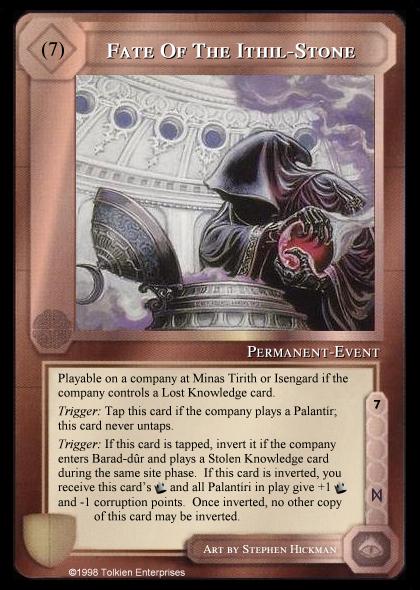 (7)
FATE OF THE ITHIL-STONE
PERMANENT-EVENT
Playable on a company at Minas Tirith or Isengard if the
company controls a Lost Knowledge card.
Trigger: Tap this card if the company plays a Palantír;
this card never untaps.
Trigger: If this card is tapped, invert it if the company
enters Barad-dûr and plays a Stolen Knowledge card
during the same site phase. If this card is inverted, you
receive this card's and all Palantíri in play give +1
and -1 corruption points. Once inverted, no other copy
of this card may be inverted.
7
ART BY STEPHEN HICKMAN
©1998 Tolkien Enterprises